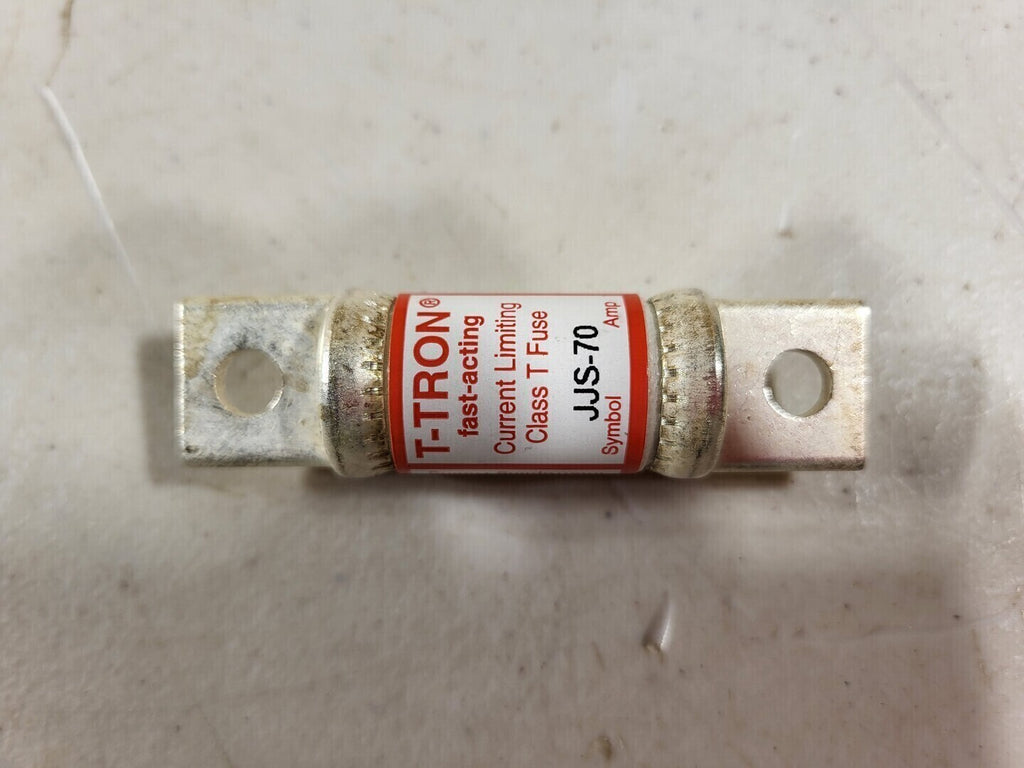 T-TRON®
fast-acting
Current Limiting
Class T Fuse
JJS-70
Symbol Amp